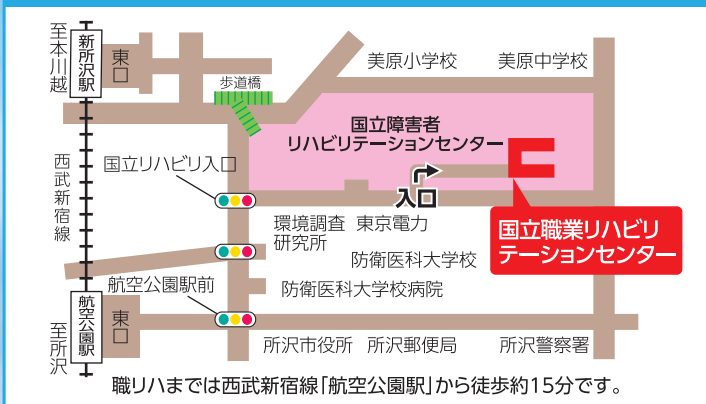 至本川越
新所沢駅
東口
歩道橋
美原小学校
美原中学校
国立障害者
リハビリテーションセンター
西武新宿線
国立リハビリ入口
入口
環境調査
研究所
東京電力
国立職業リハビリ
テーションセンター
防衛医科大学校
航空公園駅前
防衛医科大学校病院
至所沢
航空公園駅
東口
所沢市役所
所沢郵便局
所沢警察署
職リハまでは西武新宿線「航空公園駅」から徒歩約15分です。